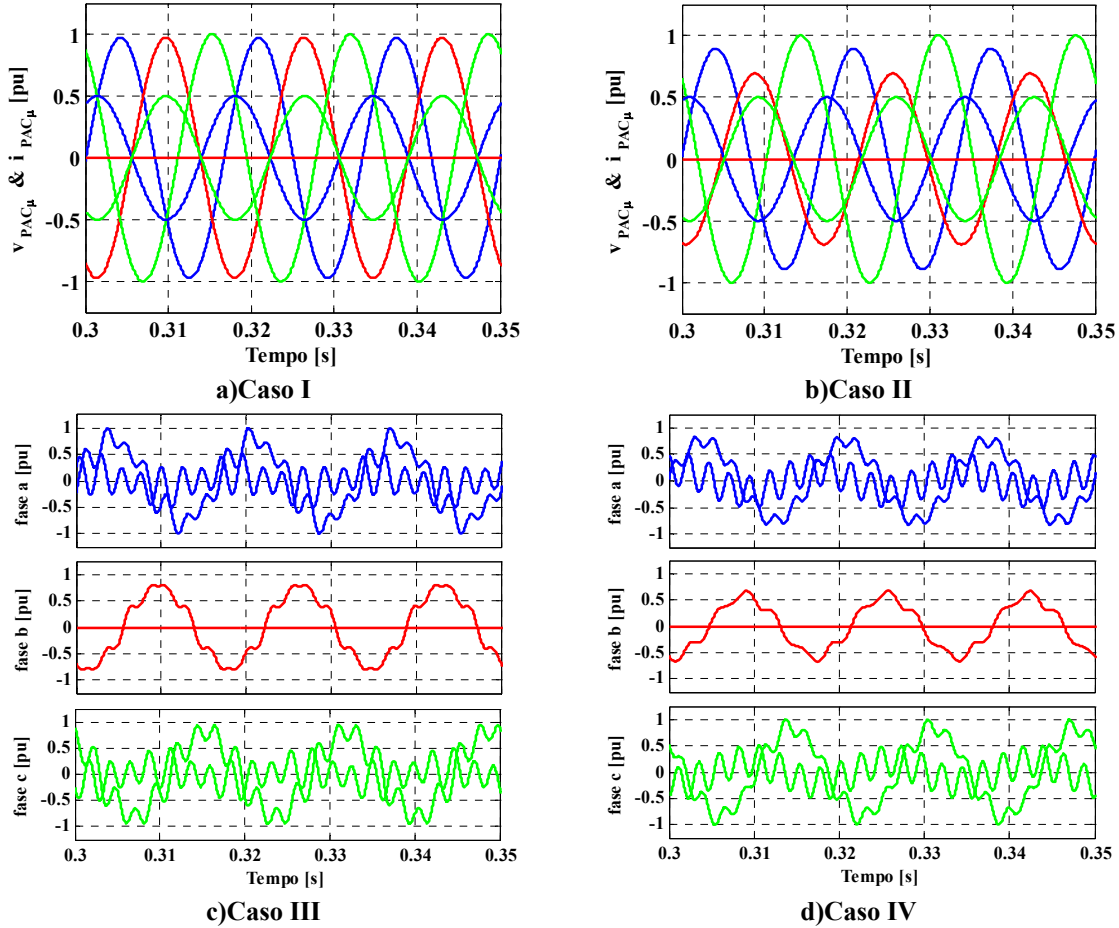 v PACμ & i PACμ [pu]
1
0.5
0
-0.5
-1
0.3 0.31 0.32 0.33 0.34 0.35
Tempo [s]
a)Caso I
v PACμ & i PACμ [pu]
1
0.5
0
-0.5
-1
0.3 0.31 0.32 0.33 0.34 0.35
Tempo [s]
b)Caso II
fase a [pu]
1
0.5
0
-0.5
-1
fase b [pu]
1
0.5
0
-0.5
-1
fase c [pu]
1
0.5
0
-0.5
-1
0.3 0.31 0.32 0.33 0.34 0.35
Tempo [s]
c)Caso III
fase a [pu]
1
0.5
0
-0.5
-1
fase b [pu]
1
0.5
0
-0.5
-1
fase c [pu]
1
0.5
0
-0.5
-1
0.3 0.31 0.32 0.33 0.34 0.35
Tempo [s]
d)Caso IV